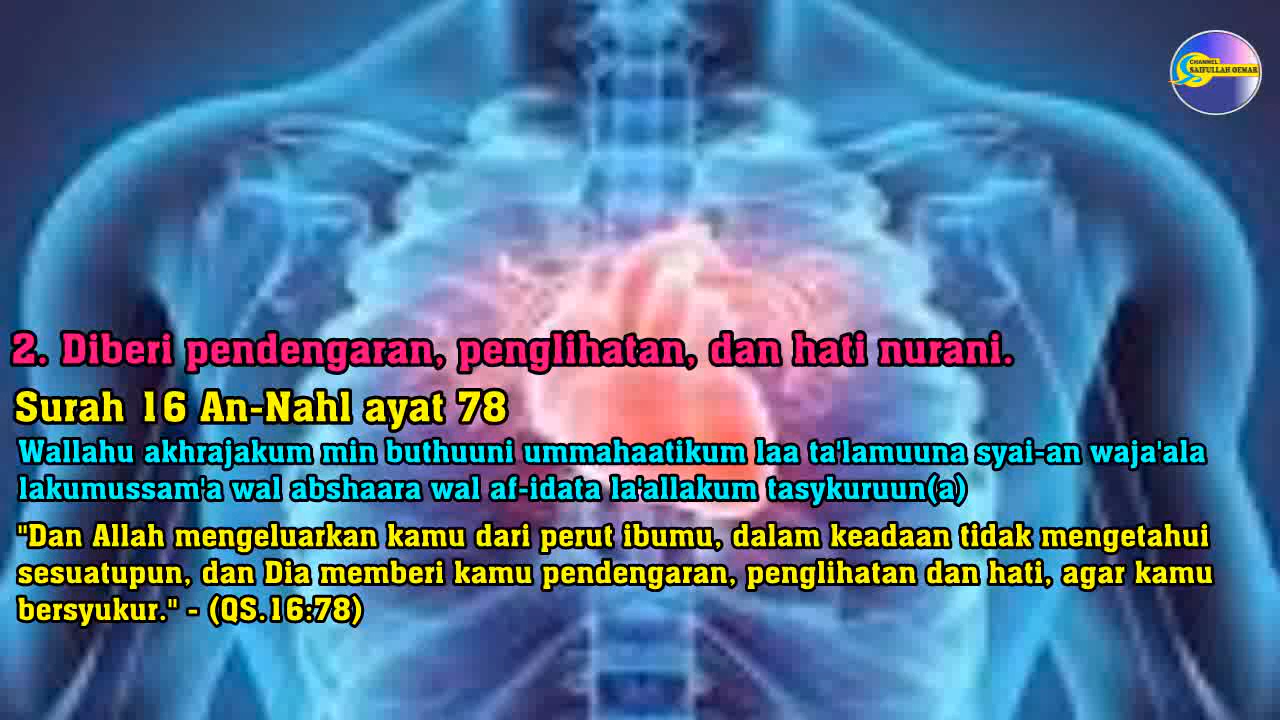 CHANNEL
SAIFULLAH OEMAR
2. Diberi pendengaran, penglihatan, dan hati nurani.
Surah 16 An-Nahl ayat 78
Wallahu akhrajakum min buthuuni ummahaatikum laa ta'lamuuna syai-an waja'ala
lakumussam'a wal abshaara wal af-idata la'allakum tasykuruun(a)
"Dan Allah mengeluarkan kamu dari perut ibumu, dalam keadaan tidak mengetahui
sesuatupun, dan Dia memberi kamu pendengaran, penglihatan dan hati, agar kamu
bersyukur." - (QS.16:78)